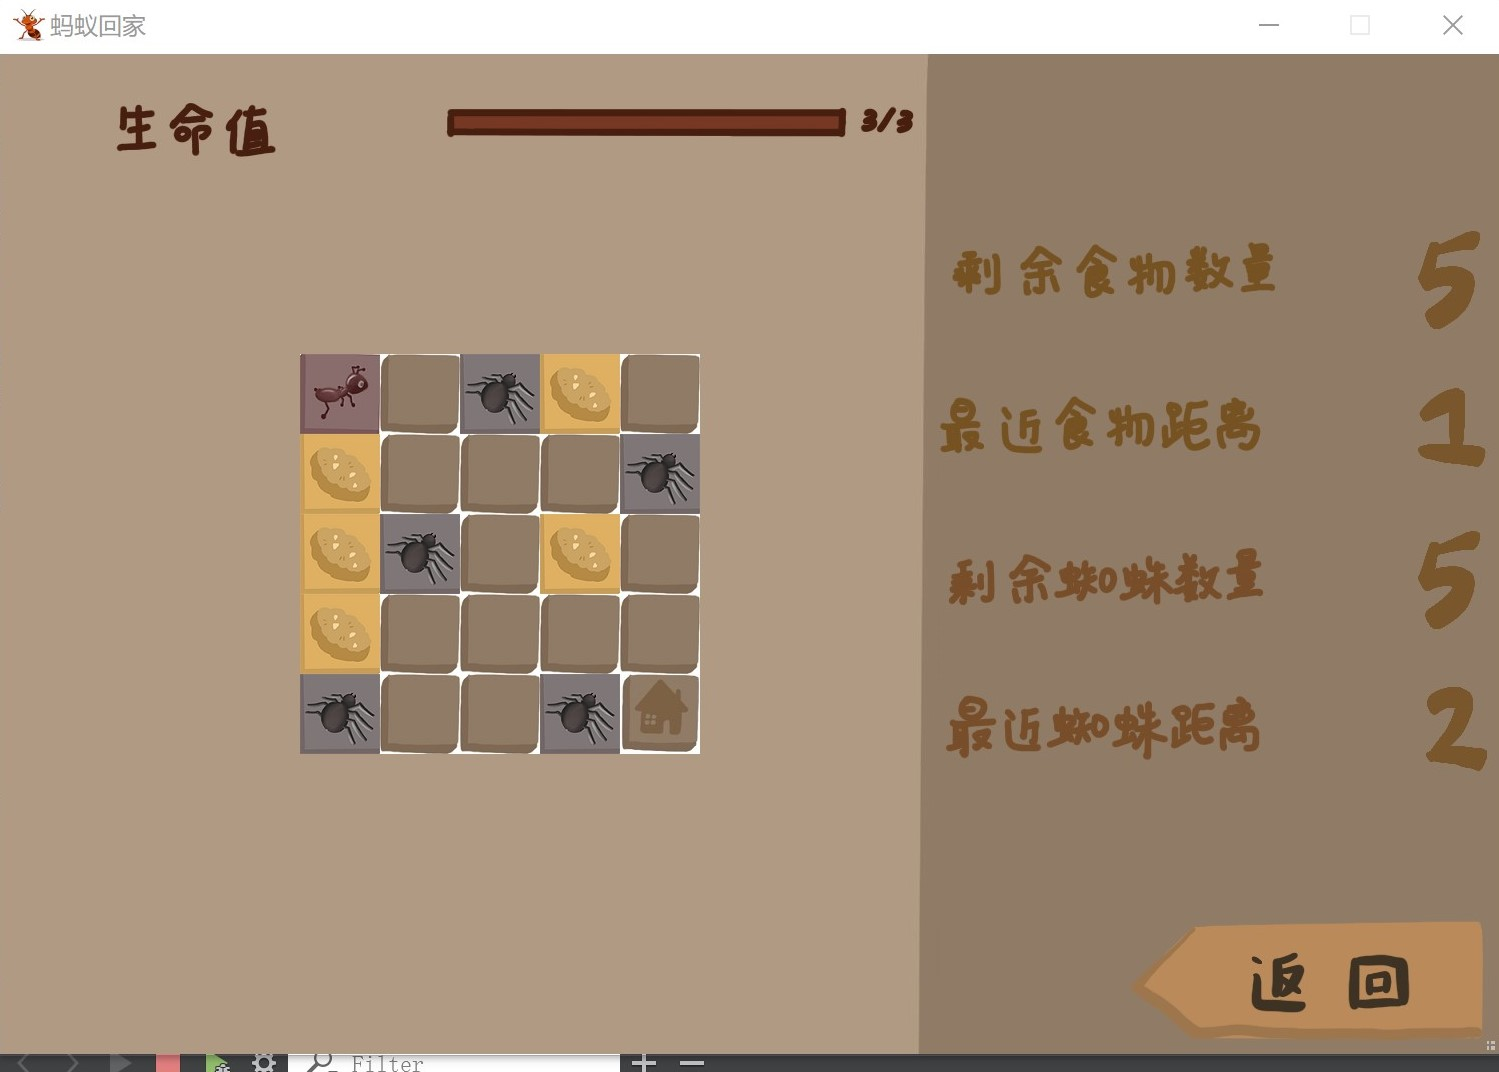 蚂蚁回家
生命值 3/3
剩余食物数量 5
最近食物距离 1
剩余蜘蛛数量 5
最近蜘蛛距离 2
返回
Filter